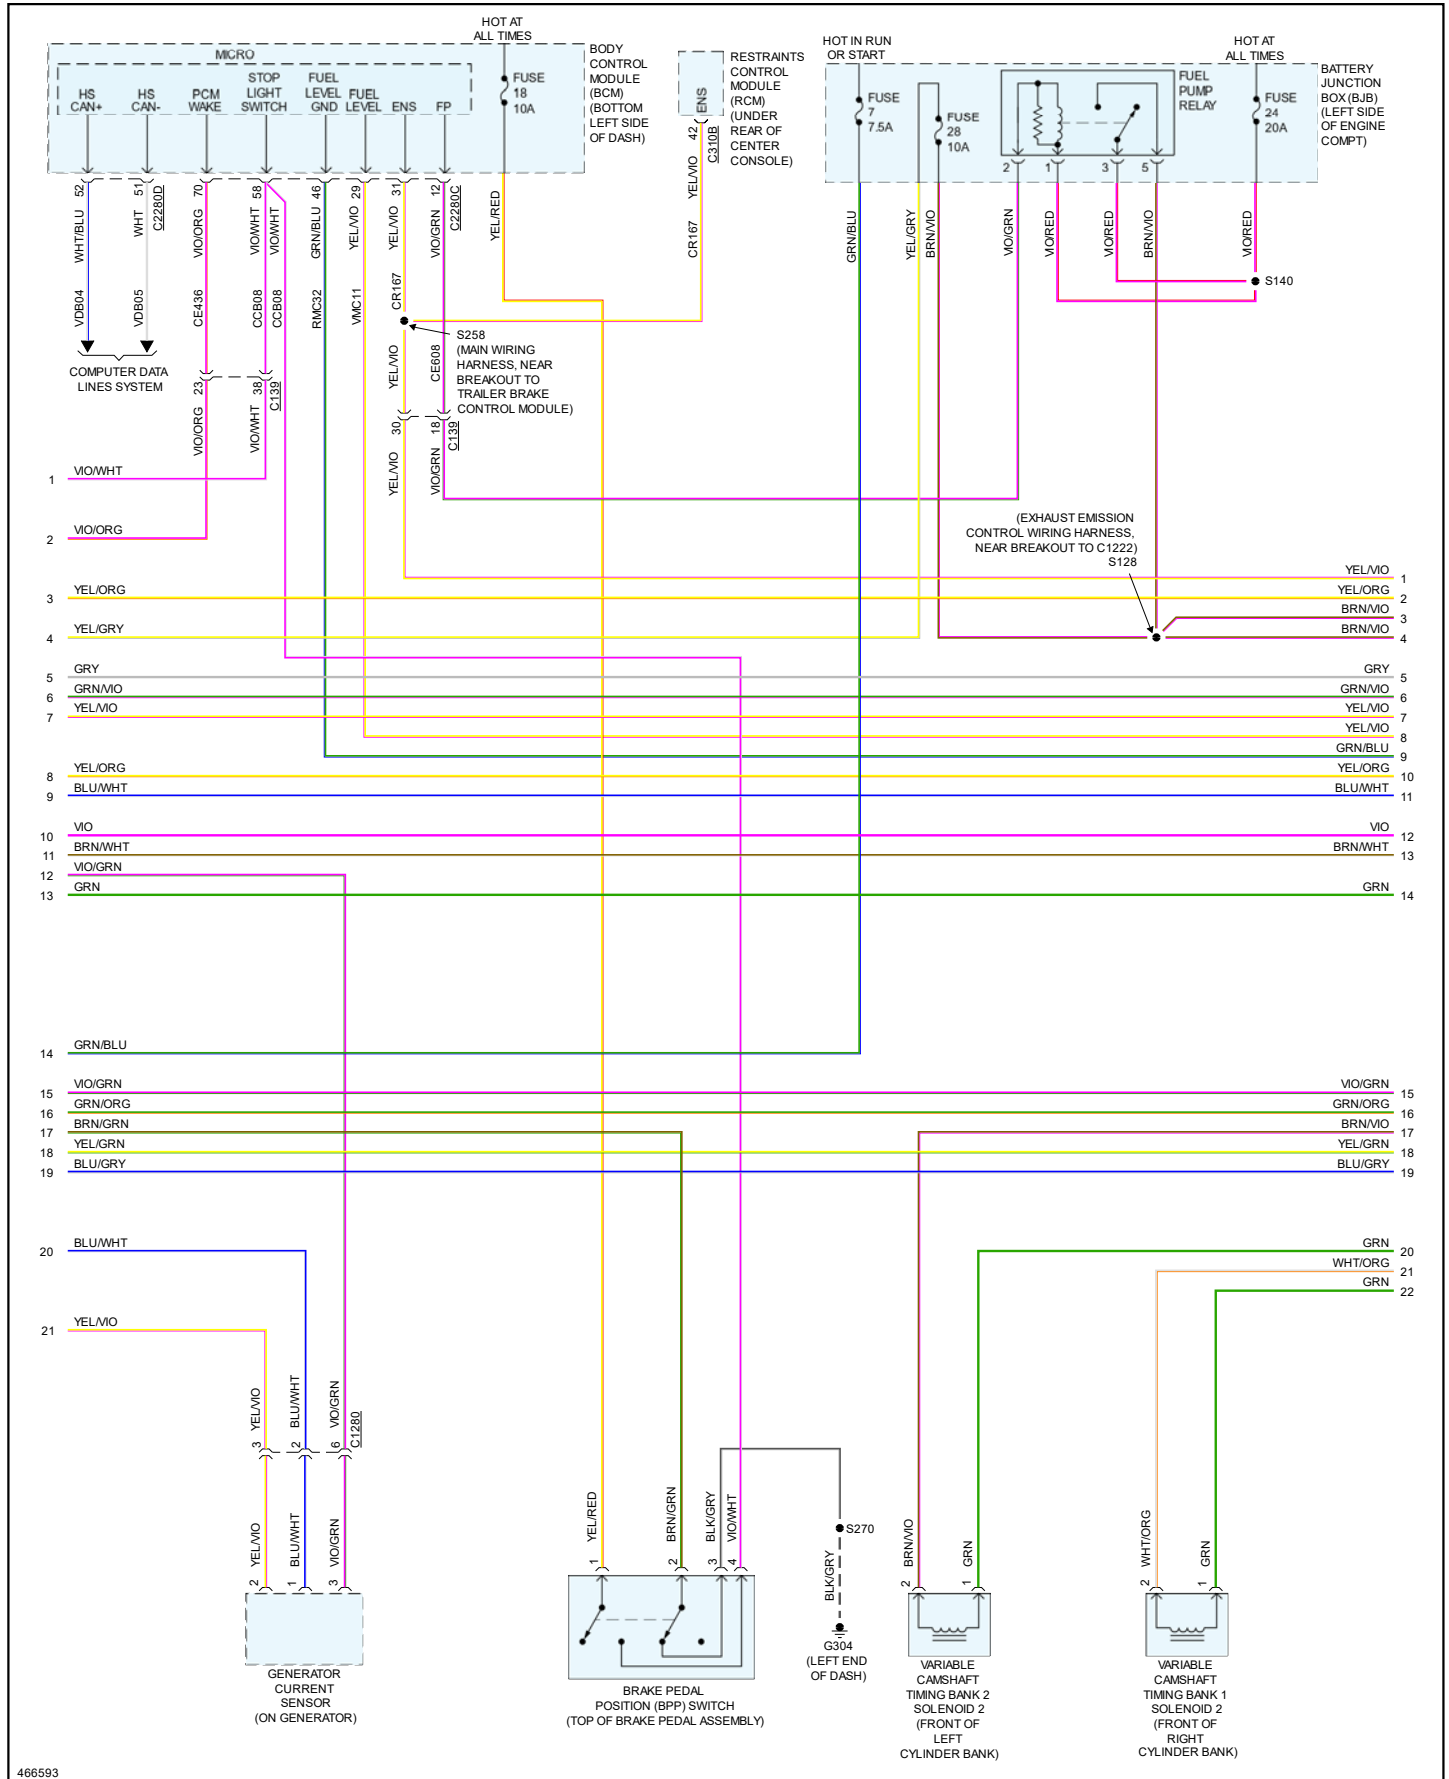 HOT AT
ALL TIMES
MICRO
HS
CAN+
HS
CAN-
PCM
WAKE
STOP
LIGHT
SWITCH
FUEL
LEVEL
GND
FUEL
LEVEL
ENS
FP
FUSE
18
10A
BODY
CONTROL
MODULE
(BCM)
(BOTTOM
LEFT SIDE
OF DASH)
ENS
RESTRAINTS
CONTROL
MODULE
(RCM)
(UNDER
REAR OF
CENTER
CONSOLE)
42
C310B
YEL/VIO
CR167
HOT IN RUN
OR START
FUSE
7
7.5A
FUSE
28
10A
FUEL
PUMP
RELAY
HOT AT
ALL TIMES
FUSE
24
20A
BATTERY
JUNCTION
BOX (BJB)
(LEFT SIDE
OF ENGINE
COMPT)
2
1
3
5
52
51
C2280D
70
58
46
29
31
12
C2280C
WHT/BLU
WHT
VIO/ORG
VIO/WHT
VIO/WHT
GRN/BLU
YEL/VIO
YEL/VIO
VIO/GRN
YEL/RED
GRN/BLU
YEL/GRY
BRN/VIO
VIO/GRN
VIO/RED
VIO/RED
BRN/VIO
VIO/RED
VDB04
VDB05
CE436
CCB08
CCB08
RMC32
VMC11
CR167
S140
COMPUTER DATA
LINES SYSTEM
S258
(MAIN WIRING
HARNESS, NEAR
BREAKOUT TO
TRAILER BRAKE
CONTROL MODULE)
YEL/VIO
CE608
23
38
C139
VIO/ORG
VIO/WHT
30
18
C139
YEL/VIO
VIO/GRN
(EXHAUST EMISSION
CONTROL WIRING HARNESS,
NEAR BREAKOUT TO C1222)
S128
1 VIO/WHT
2 VIO/ORG
YEL/VIO 1
3 YEL/ORG
YEL/ORG 2
BRN/VIO 3
4 YEL/GRY
BRN/VIO 4
5 GRY
GRY 5
6 GRN/VIO
GRN/VIO 6
7 YEL/VIO
YEL/VIO 7
YEL/VIO 8
GRN/BLU 9
8 YEL/ORG
YEL/ORG 10
9 BLU/WHT
BLU/WHT 11
10 VIO
VIO 12
11 BRN/WHT
BRN/WHT 13
12 VIO/GRN
13 GRN
GRN 14
14 GRN/BLU
15 VIO/GRN
VIO/GRN 15
16 GRN/ORG
GRN/ORG 16
17 BRN/GRN
BRN/VIO 17
18 YEL/GRN
YEL/GRN 18
19 BLU/GRY
BLU/GRY 19
20 BLU/WHT
GRN 20
WHT/ORG 21
GRN 22
21 YEL/VIO
YEL/VIO
BLU/WHT
VIO/GRN
3
2
6
C1280
YEL/VIO
BLU/WHT
VIO/GRN
2
1
3
GENERATOR
CURRENT
SENSOR
(ON GENERATOR)
YEL/RED
BRN/GRN
BLK/GRY
VIO/WHT
1
2
3
4
BRAKE PEDAL
POSITION (BPP) SWITCH
(TOP OF BRAKE PEDAL ASSEMBLY)
S270
BLK/GRY
G304
(LEFT END
OF DASH)
BRN/VIO
GRN
2
1
VARIABLE
CAMSHAFT
TIMING BANK 2
SOLENOID 2
(FRONT OF
LEFT
CYLINDER BANK)
WHT/ORG
GRN
2
1
VARIABLE
CAMSHAFT
TIMING BANK 1
SOLENOID 2
(FRONT OF
RIGHT
CYLINDER BANK)
466593